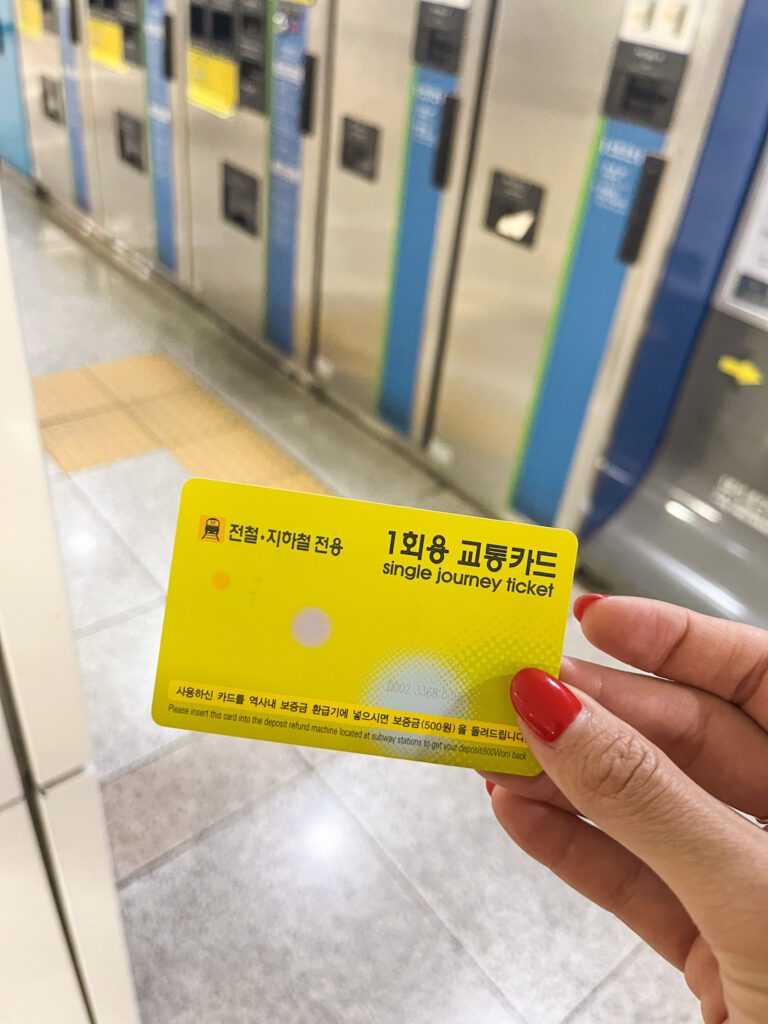 전철·지하철 전용
1회용 교통카드
single journey ticket
0002 3368
사용하신 카드를 역사내 보증금 환급기에 넣으시면 보증금(500원)을 돌려드립니다.
Please insert this card into the deposit refund machine located at subway stations to get your deposit(500Won) back